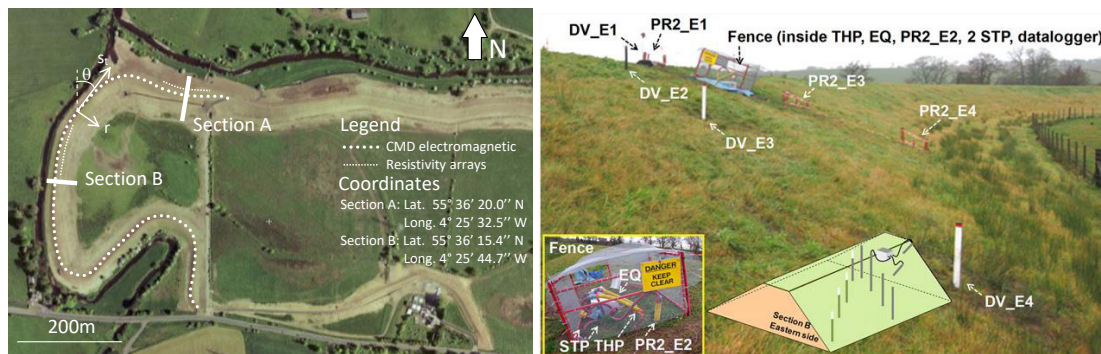 N
s
θ
r
Section A
Section B
Legend
CMD electromagnetic
Resistivity arrays
Coordinates
Section A: Lat. 55° 36’ 20.0’’ N
Long. 4° 25’ 32.5’’ W
Section B: Lat. 55° 36’ 15.4’’ N
Long. 4° 25’ 44.7’’ W
200m
DV_E1
PR2_E1
Fence (inside THP, EQ, PR2_E2, 2 STP, datalogger)
DV_E2
PR2_E3
PR2_E4
DV_E3
DV_E4
Fence
EQ
DANGER
KEEP
CLEAR
STP THP PR2_E2
Section B
Eastern side